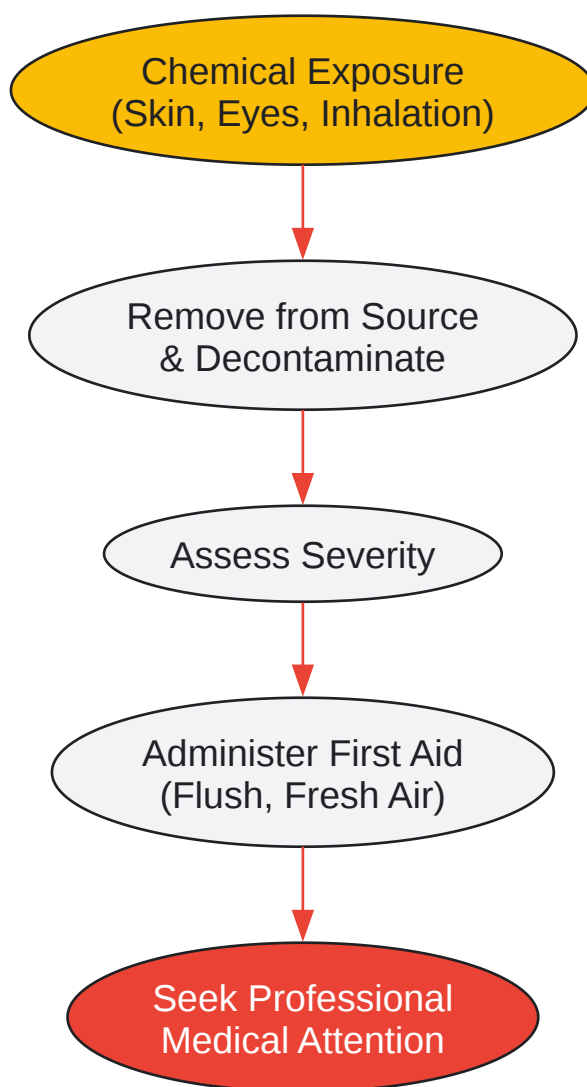 Chemical Exposure
(Skin, Eyes, Inhalation)
Remove from Source
& Decontaminate
Assess Severity
Administer First Aid
(Flush, Fresh Air)
Seek Professional
Medical Attention